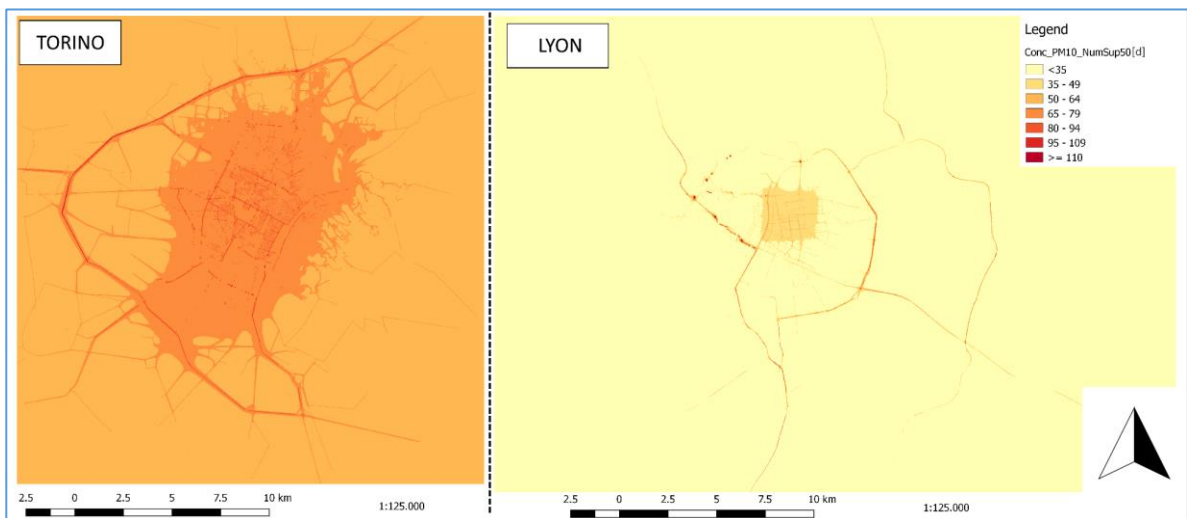 TORINO
LYON
Legend
Conc_PM10_NumSup50[d]
<35
35 - 49
50 - 64
65 - 79
80 - 94
95 - 109
>= 110
2.5 0 2.5 5 7.5 10 km
1:125.000
2.5 0 2.5 5 7.5 10 km
1:125.000